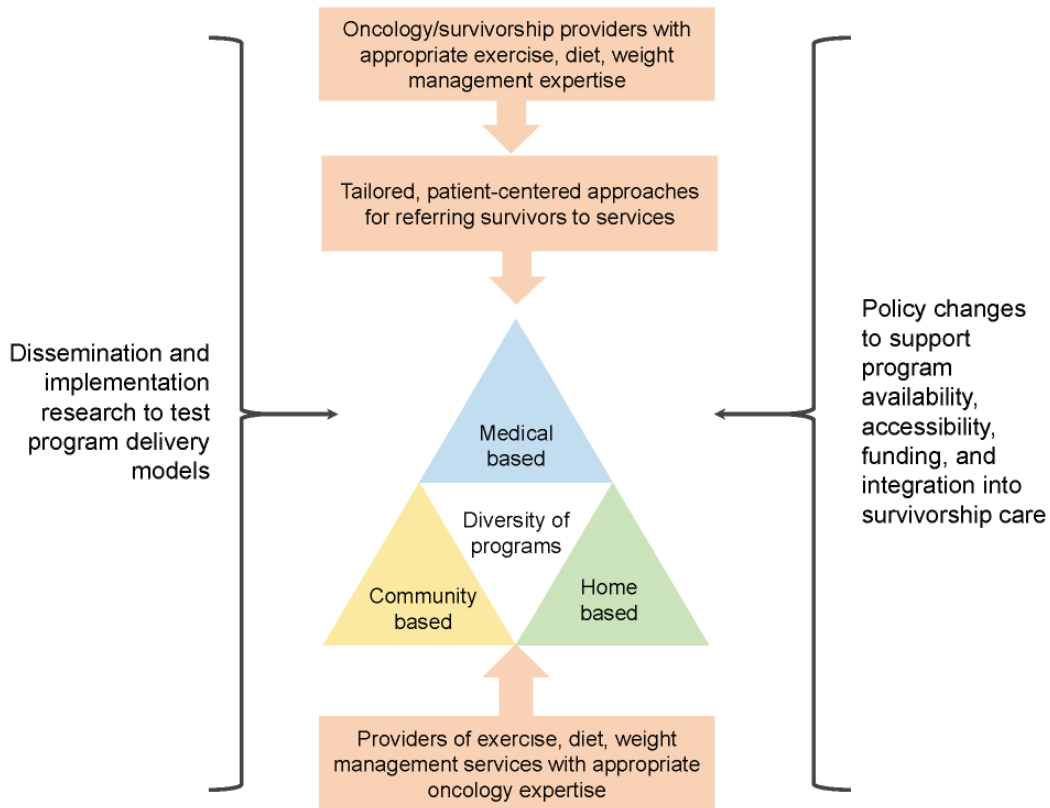 Oncology/survivorship providers with
appropriate exercise, diet, weight
management expertise
Tailored, patient-centered approaches
for referring survivors to services
Dissemination and
implementation
research to test
program delivery
models
Medical
based
Diversity of
programs
Community
based
Home
based
Policy changes
to support
program
availability,
accessibility,
funding, and
integration into
survivorship care
Providers of exercise, diet, weight
management services with appropriate
oncology expertise